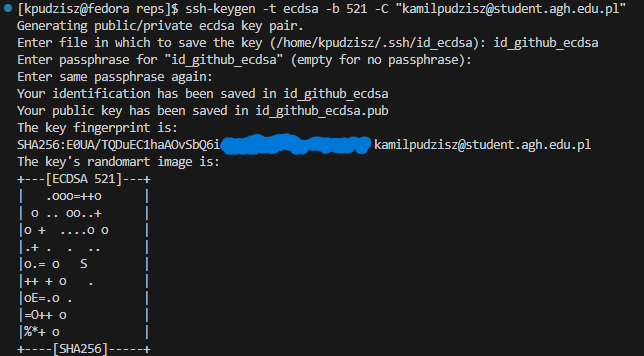 [kpudzisz@fedora reps]$ ssh-keygen -t ecdsa -b 521 -C "kamilpudzisz@student.agh.edu.pl"
Generating public/private ecdsa key pair.
Enter file in which to save the key (/home/kpudzisz/.ssh/id_ecdsa): id_github_ecdsa
Enter passphrase for "id_github_ecdsa" (empty for no passphrase):
Enter same passphrase again:
Your identification has been saved in id_github_ecdsa
Your public key has been saved in id_github_ecdsa.pub
The key fingerprint is:
SHA256:E0UA/TQDuEC1haAOvSbQ6i kamilpudzisz@student.agh.edu.pl
The key's randomart image is:
+---[ECDSA 521]---+
|   .ooo=++o      |
| o .. oo..+      |
|o +  ....o o     |
|.+ .  .  ..      |
|o.= o   S        |
|++ + o   .       |
|oE=.o .          |
|=O++ o           |
|%*+ o            |
+----[SHA256]-----+